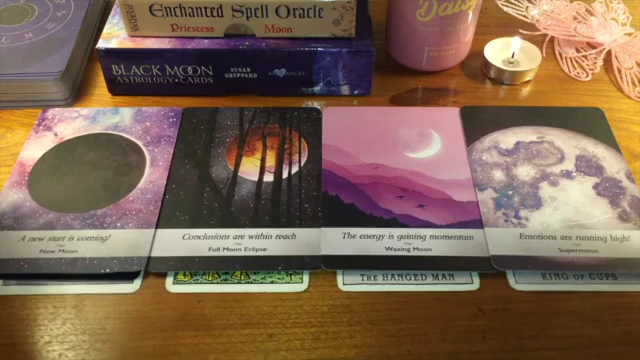 Enchanted Spell Oracle
Priestess Moon
Daisy
BLACK MOON
ASTROLOGY CARDS
SUSAN
SHEPPARD
A new start is coming!
New Moon
Conclusions are within reach
Full Moon Eclipse
The energy is gaining momentum
Waxing Moon
Emotions are running high!
Supermoon
THE HANGED MAN
KING OF CUPS